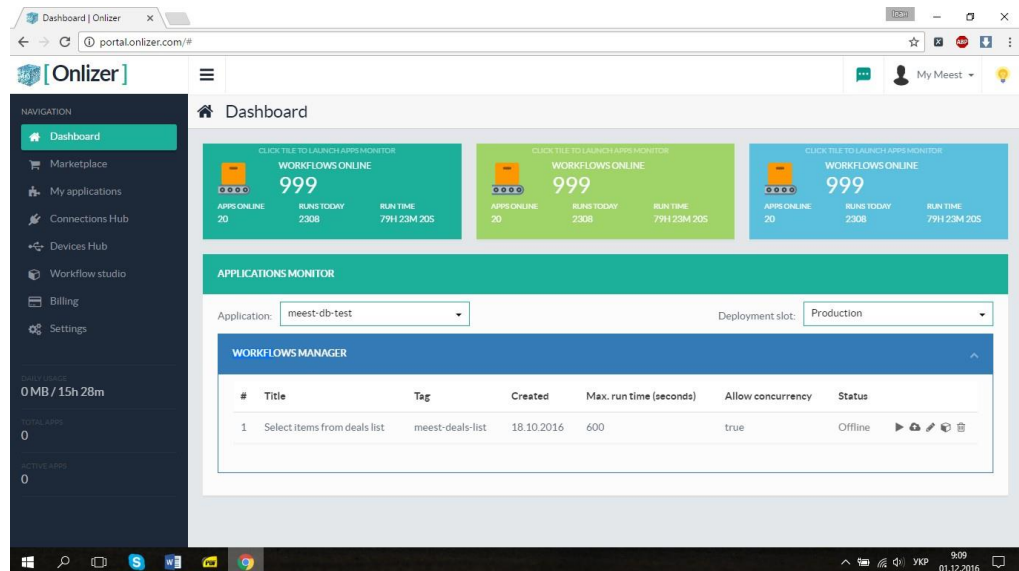 Dashboard | Onlizer
portal.onlizer.com/#
[Onlizer]
My Meest
NAVIGATION
Dashboard
Marketplace
My applications
Connections Hub
Devices Hub
Workflow studio
Billing
Settings
DAILY USAGE
0 MB / 15h 28m
TOTAL APPS
0
ACTIVE APPS
0
Dashboard
CLICK TILE TO LAUNCH APPS MONITOR
WORKFLOWS ONLINE
999
APPS ONLINE RUNS TODAY RUN TIME
20 2308 79H 23M 20S
CLICK TILE TO LAUNCH APPS MONITOR
WORKFLOWS ONLINE
999
APPS ONLINE RUNS TODAY RUN TIME
20 2308 79H 23M 20S
CLICK TILE TO LAUNCH APPS MONITOR
WORKFLOWS ONLINE
999
APPS ONLINE RUNS TODAY RUN TIME
20 2308 79H 23M 20S
APPLICATIONS MONITOR
Application: meest-db-test Deployment slot: Production
WORKFLOWS MANAGER
# Title Tag Created Max. run time (seconds) Allow concurrency Status
1 Select items from deals list meest-deals-list 18.10.2016 600 true Offline
УКР
9:09
01.12.2016